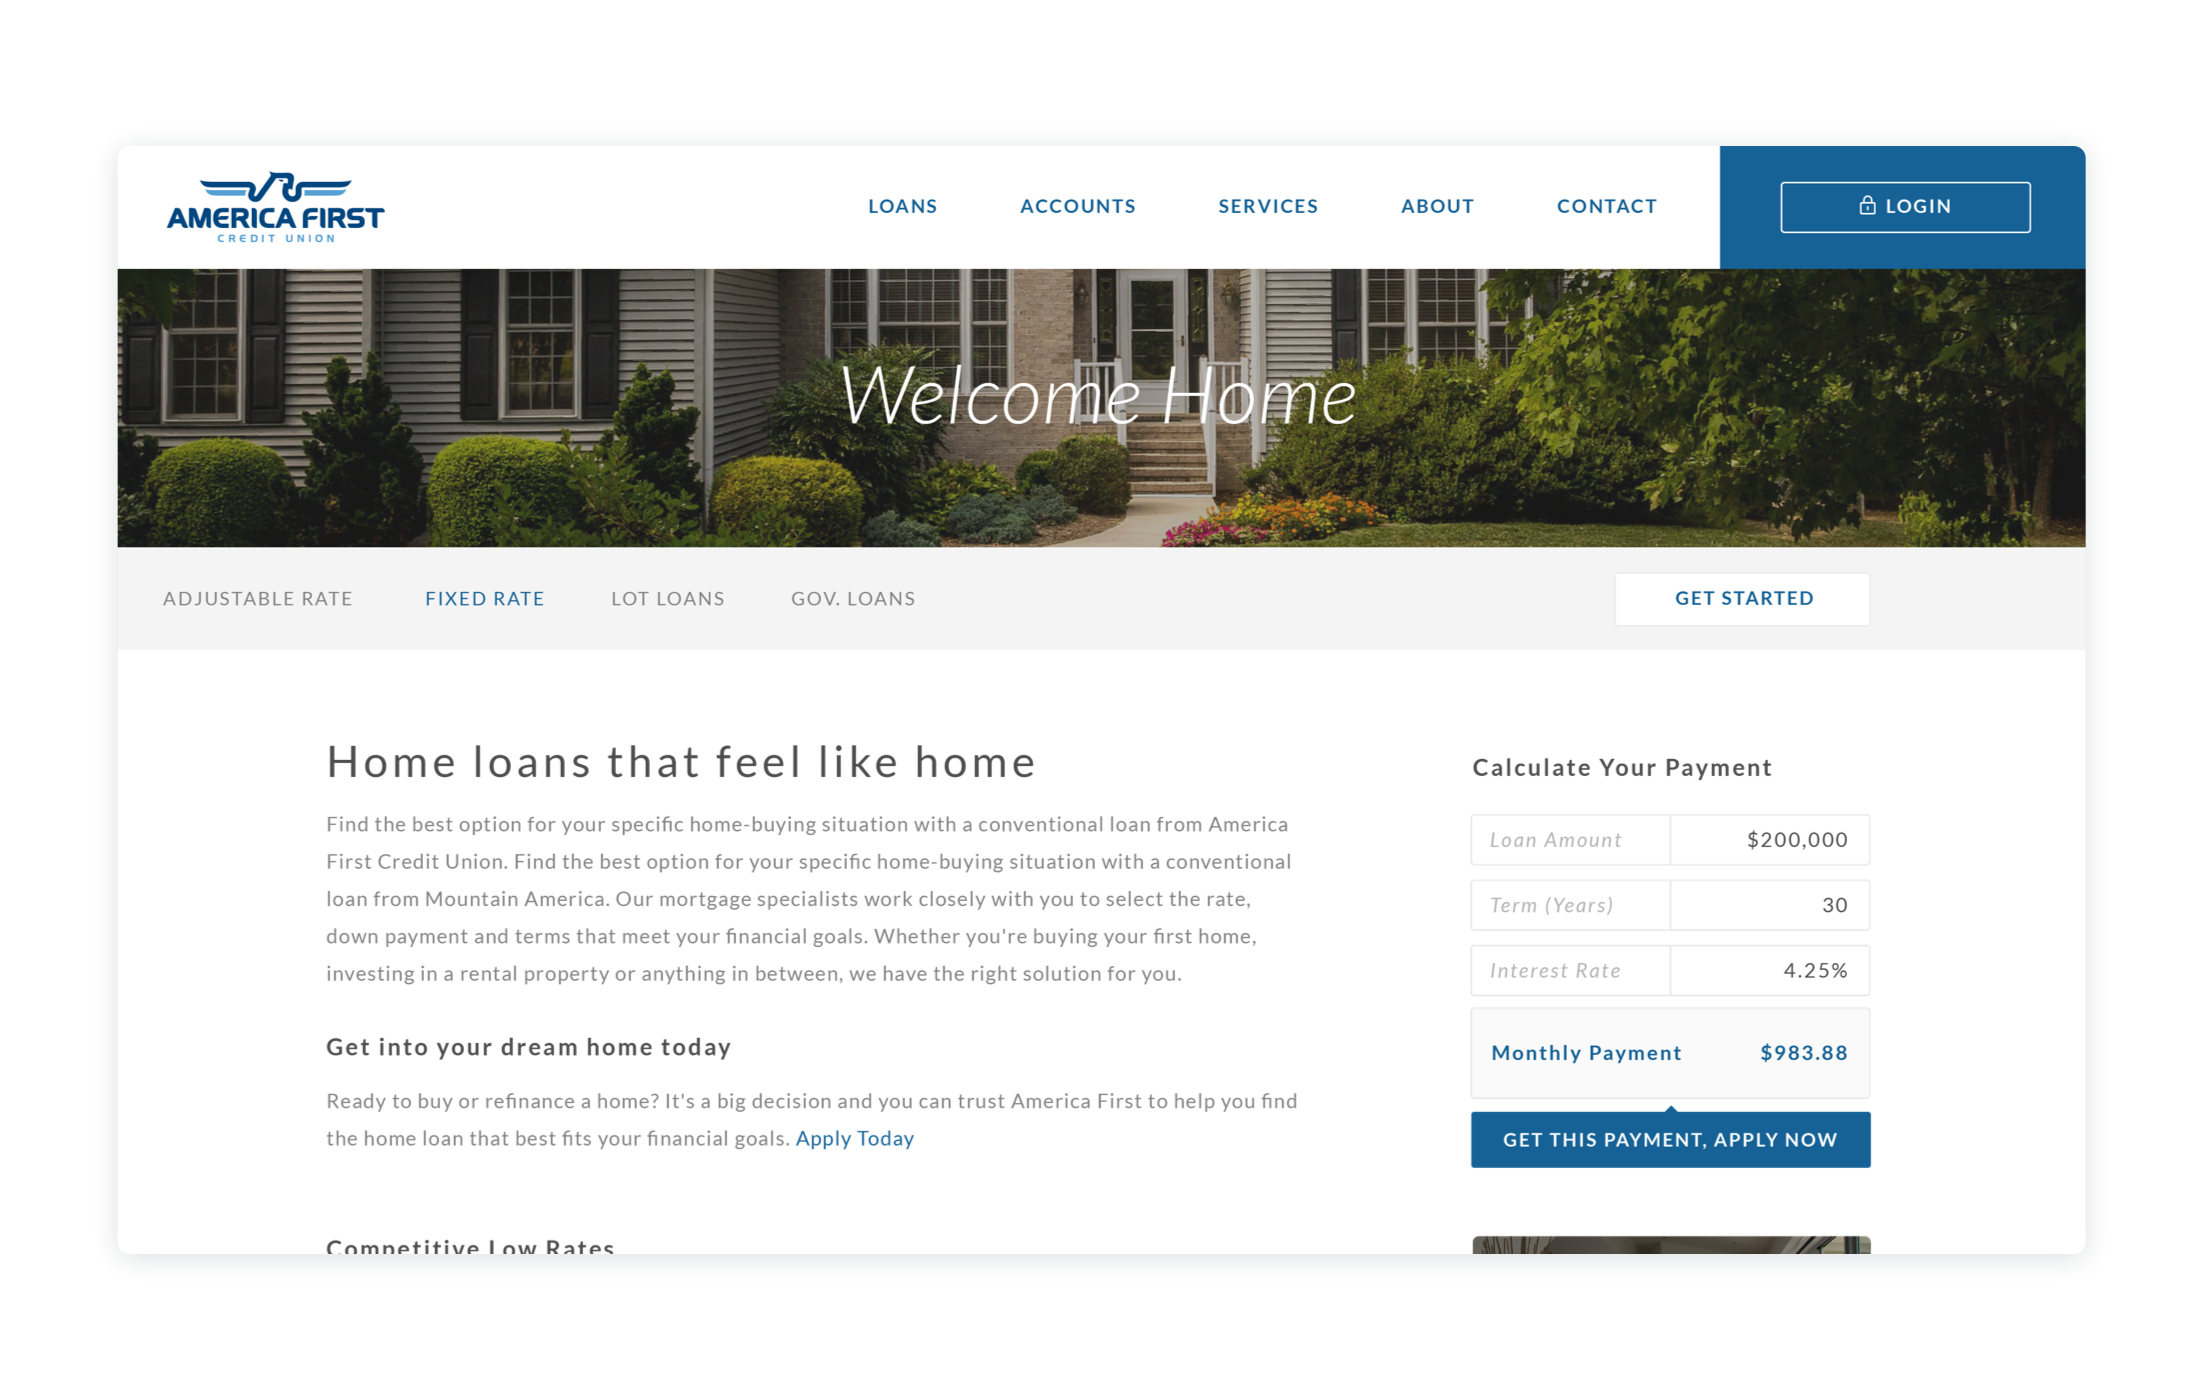 AMERICA FIRST
CREDIT UNION
LOANS
ACCOUNTS
SERVICES
ABOUT
CONTACT
LOGIN
Welcome Home
ADJUSTABLE RATE
FIXED RATE
LOT LOANS
GOV. LOANS
GET STARTED
Home loans that feel like home
Find the best option for your specific home-buying situation with a conventional loan from America
First Credit Union. Find the best option for your specific home-buying situation with a conventional
loan from Mountain America. Our mortgage specialists work closely with you to select the rate,
down payment and terms that meet your financial goals. Whether you're buying your first home,
investing in a rental property or anything in between, we have the right solution for you.
Get into your dream home today
Ready to buy or refinance a home? It's a big decision and you can trust America First to help you find
the home loan that best fits your financial goals. Apply Today
Competitive Low Rates
Calculate Your Payment
Loan Amount $200,000
Term (Years) 30
Interest Rate 4.25%
Monthly Payment $983.88
GET THIS PAYMENT, APPLY NOW